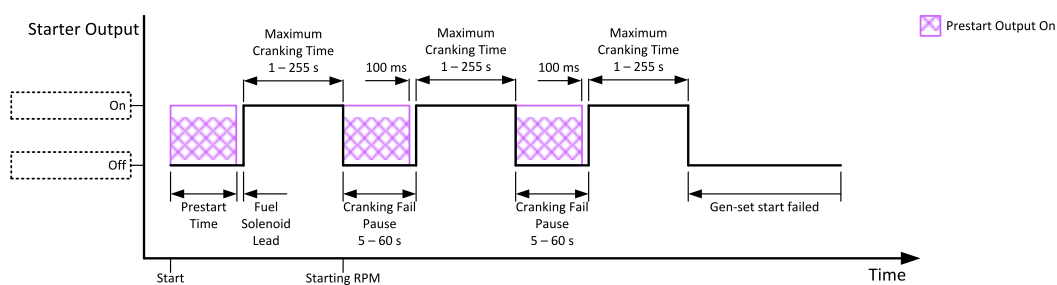 Starter Output
Prestart Output On
Maximum
Cranking Time
1 – 255 s
100 ms
Maximum
Cranking Time
1 – 255 s
100 ms
Maximum
Cranking Time
1 – 255 s
On
Off
Prestart
Time
Fuel
Solenoid
Lead
Cranking Fail
Pause
5 – 60 s
Cranking Fail
Pause
5 – 60 s
Gen-set start failed
Start
Starting RPM
Time